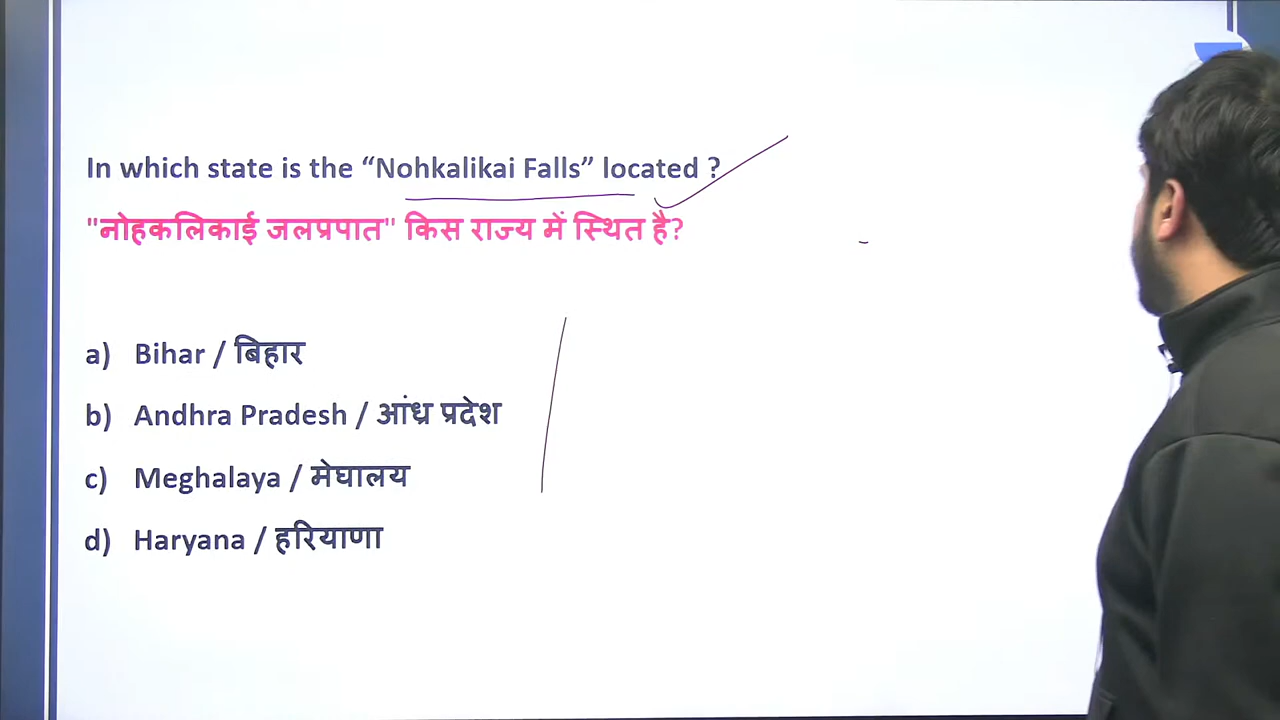 In which state is the “Nohkalikai Falls” located ?
"नोहकलिकाई जलप्रपात" किस राज्य में स्थित है?
a) Bihar / बिहार
b) Andhra Pradesh / आंध्र प्रदेश
c) Meghalaya / मेघालय
d) Haryana / हरियाणा